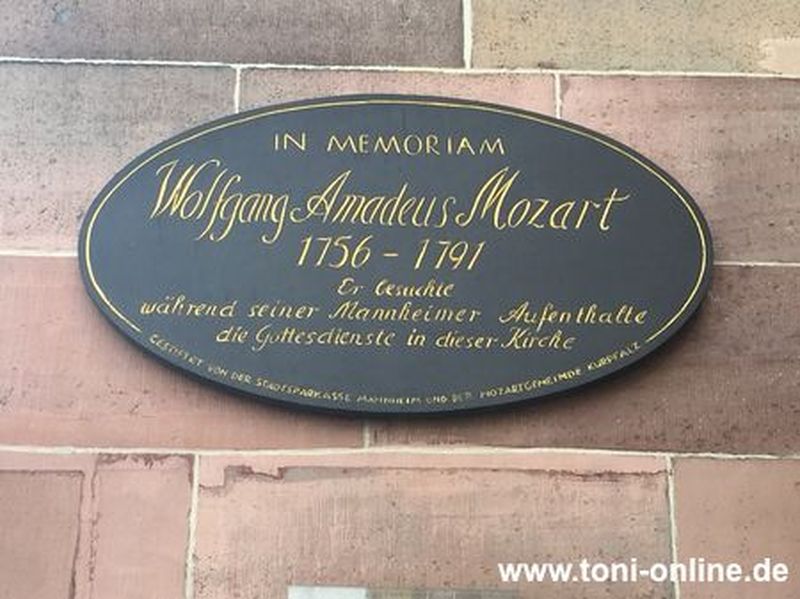 IN MEMORIAM
Wolfgang Amadeus Mozart
1756 - 1791
Er besuchte
während seiner Mannheimer Aufenthalte
die Gottesdienste in dieser Kirche
GESTIFTET VON DER STADTSPARKASSE MANNHEIM UND DER MOZARTGEMEINDE KURPFALZ
www.toni-online.de